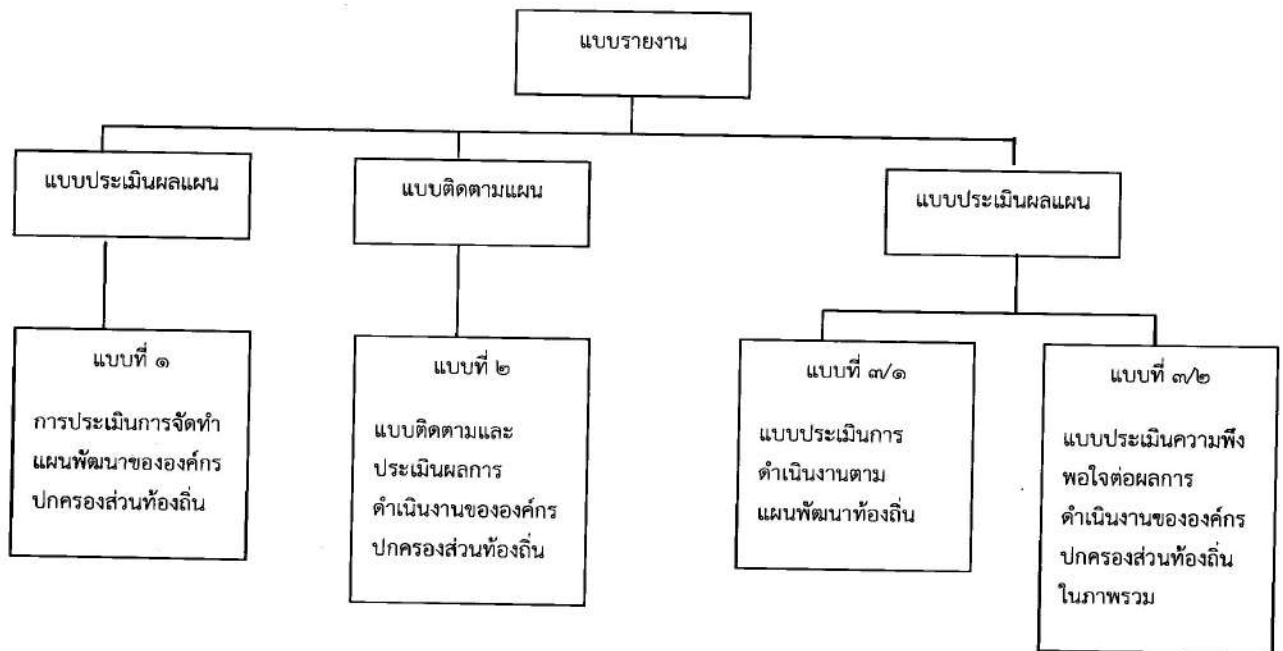 แบบรายงาน
แบบประเมินผลแผน
แบบติดตามแผน
แบบประเมินผลแผน
แบบที่ ๑
การประเมินการจัดทำ
แผนพัฒนาขององค์กร
ปกครองส่วนท้องถิ่น
แบบที่ ๒
แบบติดตามและ
ประเมินผลการ
ดำเนินงานขององค์กร
ปกครองส่วนท้องถิ่น
แบบที่ ๓/๑
แบบประเมินการ
ดำเนินงานตาม
แผนพัฒนาท้องถิ่น
แบบที่ ๓/๒
แบบประเมินความพึง
พอใจต่อผลการ
ดำเนินงานขององค์กร
ปกครองส่วนท้องถิ่น
ในภาพรวม